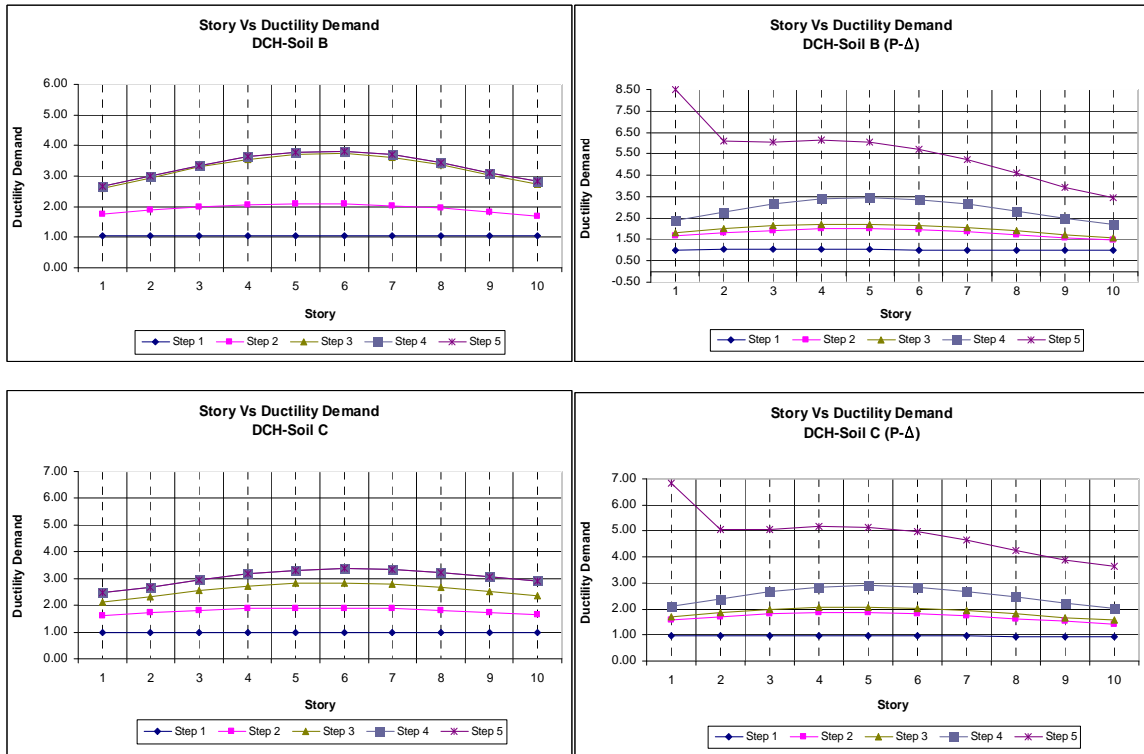 Story Vs Ductility Demand
DCH-Soil B
Ductility Demand
6.00
5.00
4.00
3.00
2.00
1.00
0.00
1 2 3 4 5 6 7 8 9 10
Story
Step 1 Step 2 Step 3 Step 4 Step 5
Story Vs Ductility Demand
DCH-Soil B (P-Δ)
Ductility Demand
8.50
7.50
6.50
5.50
4.50
3.50
2.50
1.50
0.50
-0.50
1 2 3 4 5 6 7 8 9 10
Story
Step 1 Step 2 Step 3 Step 4 Step 5
Story Vs Ductility Demand
DCH-Soil C
Ductility Demand
7.00
6.00
5.00
4.00
3.00
2.00
1.00
0.00
1 2 3 4 5 6 7 8 9 10
Story
Step 1 Step 2 Step 3 Step 4 Step 5
Story Vs Ductility Demand
DCH-Soil C (P-Δ)
Ductility Demand
7.00
6.00
5.00
4.00
3.00
2.00
1.00
0.00
1 2 3 4 5 6 7 8 9 10
Story
Step 1 Step 2 Step 3 Step 4 Step 5